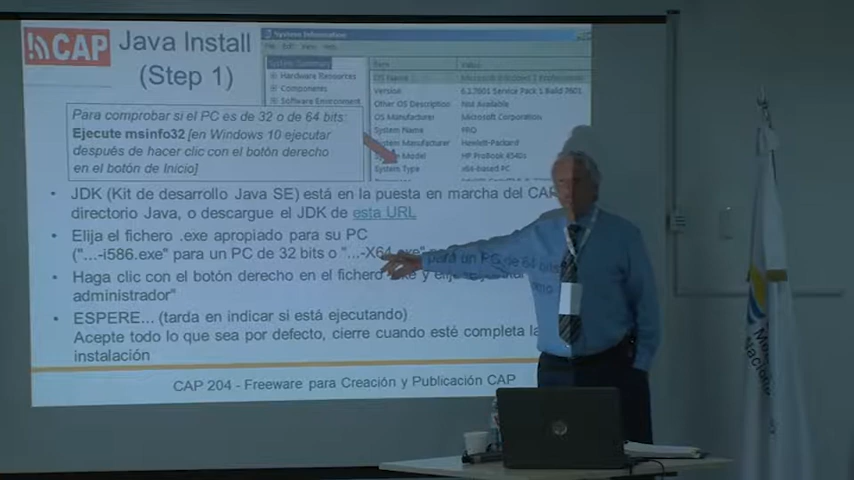 CAP
Java Install
(Step 1)
System Information
File Edit View Help
System Summary
Hardware Resources
Components
Software Environment
Item Value
OS Name Microsoft Windows 7 Professional
Version 6.1.7601 Service Pack 1 Build 7601
Other OS Description Not Available
OS Manufacturer Microsoft Corporation
System Name PRO
System Manufacturer Hewlett-Packard
Model HP ProBook 4540s
System Type x86-based PC
Para comprobar si el PC es de 32 o de 64 bits:
Ejecute msinfo32 [en Windows 10 ejecutar
después de hacer clic con el botón derecho
en el botón de Inicio]
• JDK (Kit de desarrollo Java SE) está en la puesta en marcha del CAP
directorio Java, o descargue el JDK de esta URL
• Elija el fichero .exe apropiado para su PC
("...-i586.exe" para un PC de 32 bits o "...-X64.exe" para un PC de 64 bits
• Haga clic con el botón derecho en el fichero .exe y elija
administrador"
• ESPERE... (tarda en indicar si está ejecutando)
Acepte todo lo que sea por defecto, cierre cuando esté completa la
instalación
CAP 204 - Freeware para Creación y Publicación CAP